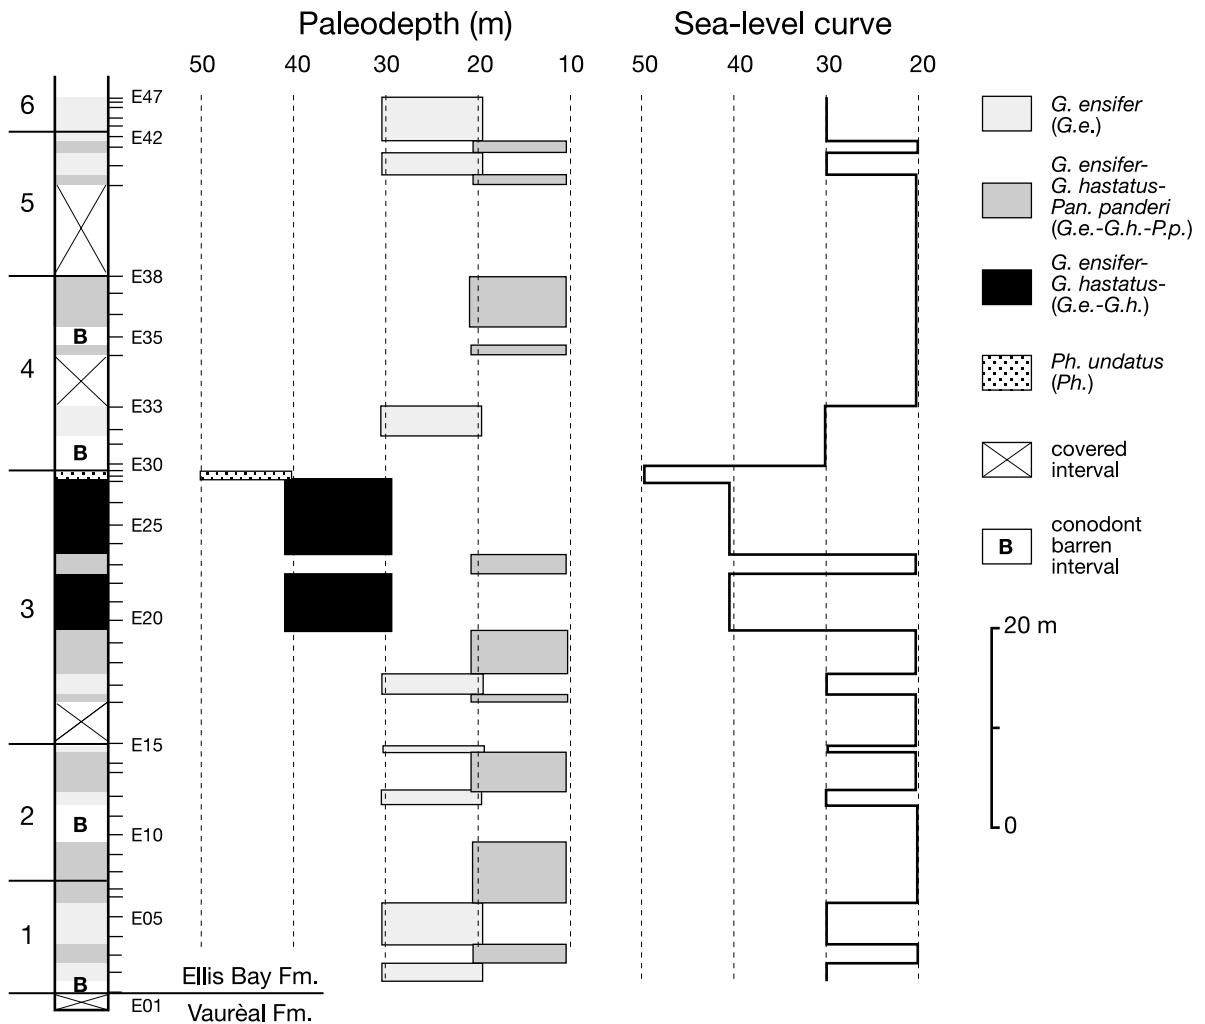 Paleodepth (m)
Sea-level curve
50 40 30 20 10
50 40 30 20
6
5
4
3
2
1
E47
E42
E38
E35
E33
E30
E25
E20
E15
E10
E05
E01
B
B
B
B
Ellis Bay Fm.
Vaurèal Fm.
G. ensifer
(G.e.)
G. ensifer-
G. hastatus-
Pan. panderi
(G.e.-G.h.-P.p.)
G. ensifer-
G. hastatus-
(G.e.-G.h.)
Ph. undatus
(Ph.)
covered
interval
B
conodont
barren
interval
20 m
0